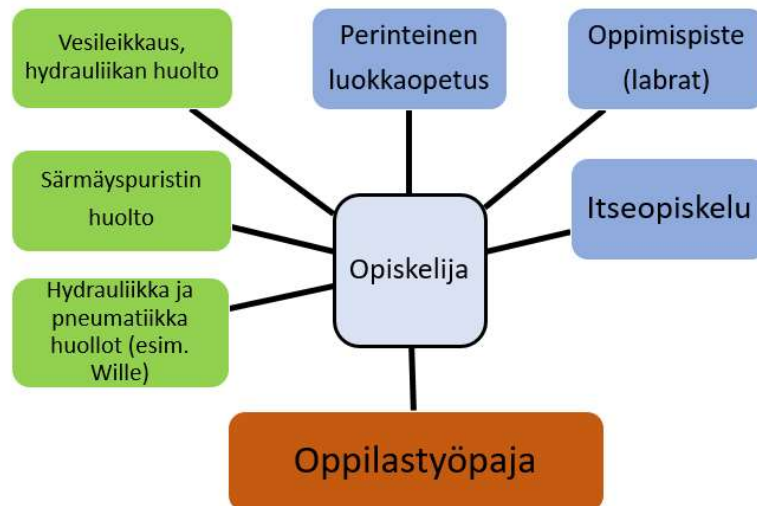 Vesileikkaus,
hydrauliikan huolto
Perinteinen
luokkaopetus
Oppimispiste
(labrat)
Särmäyspuristin
huolto
Itseopiskelu
Opiskelija
Hydrauliikka ja
pneumatiikka
huollot (esim.
Wille)
Oppilastyöpaja